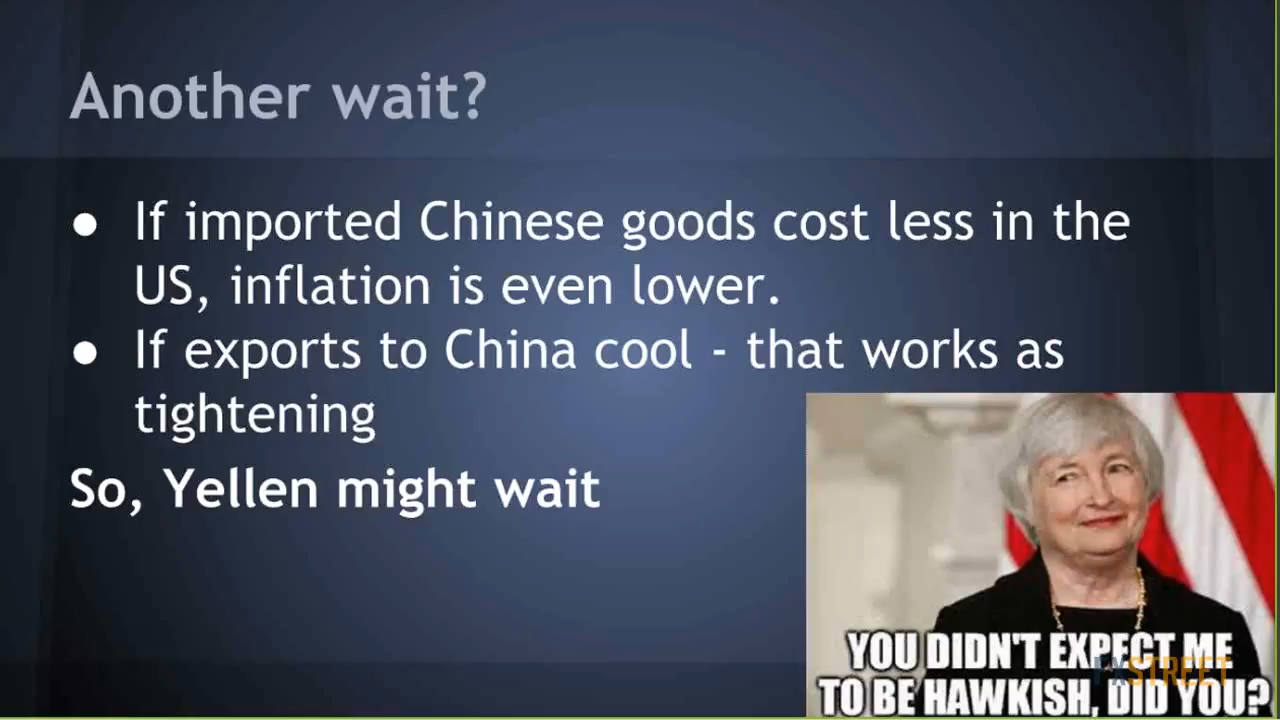 Another wait?
● If imported Chinese goods cost less in the
US, inflation is even lower.
● If exports to China cool - that works as
tightening
So, Yellen might wait
YOU DIDN'T EXPECT ME
TO BE HAWKISH, DID YOU?
FXSTREET